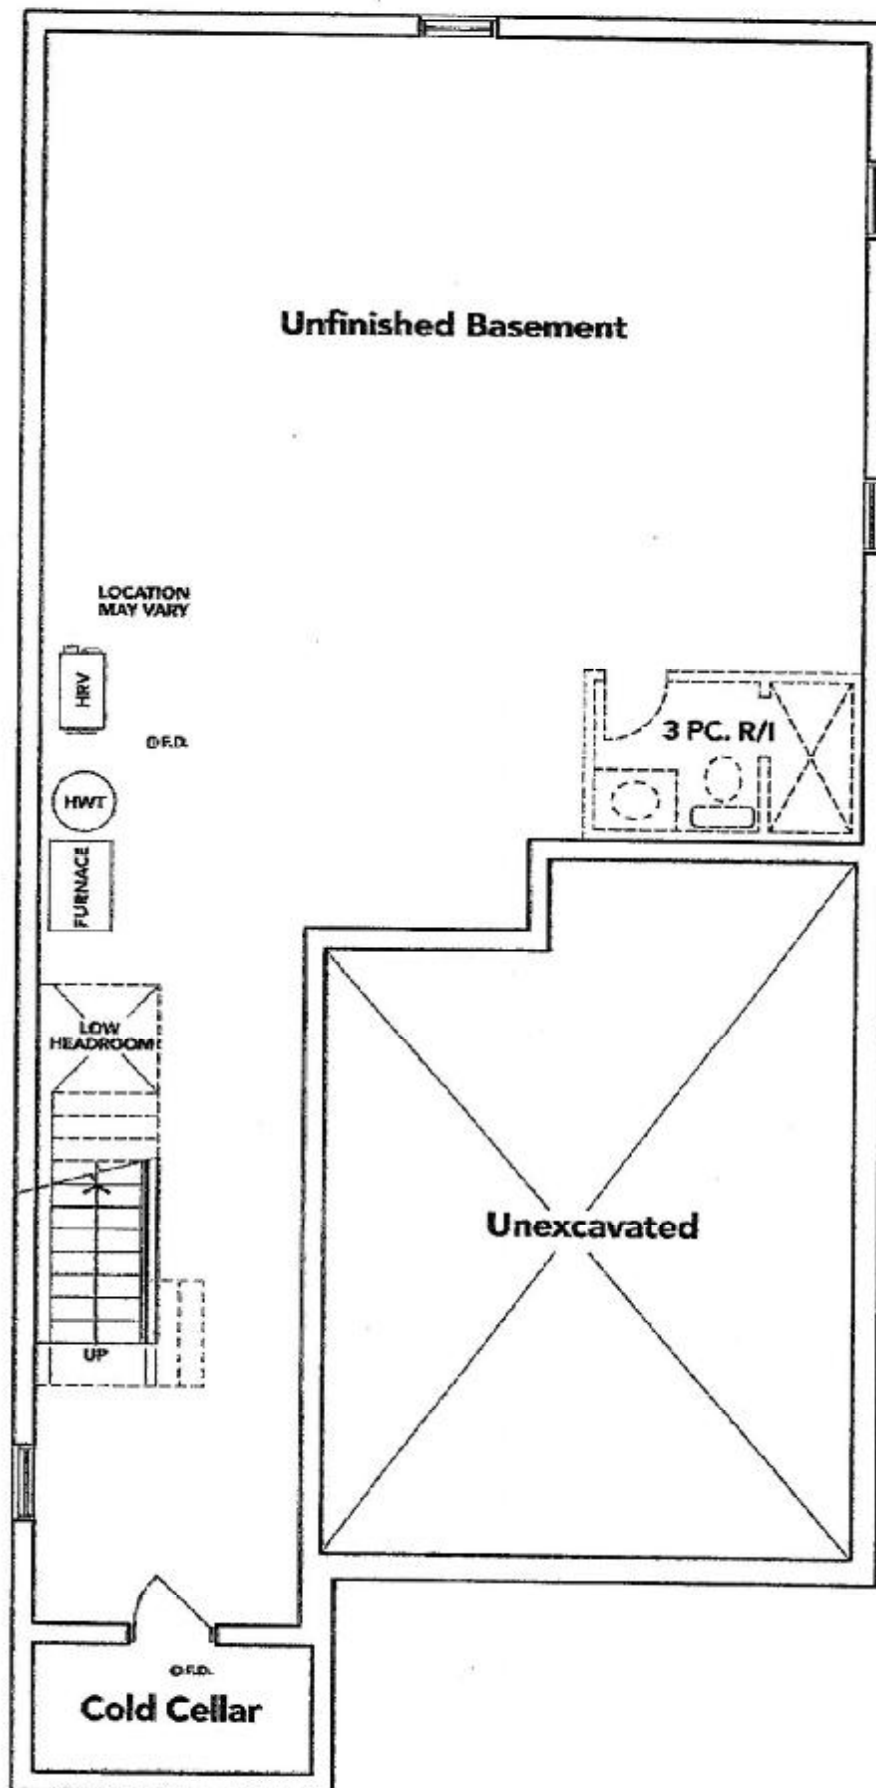 Unfinished Basement
LOCATION
MAY VARY
HRV
F.D.
3 PC. R/I
HWT
FURNACE
LOW
HEADROOM
Unexcavated
UP
F.D.
Cold Cellar